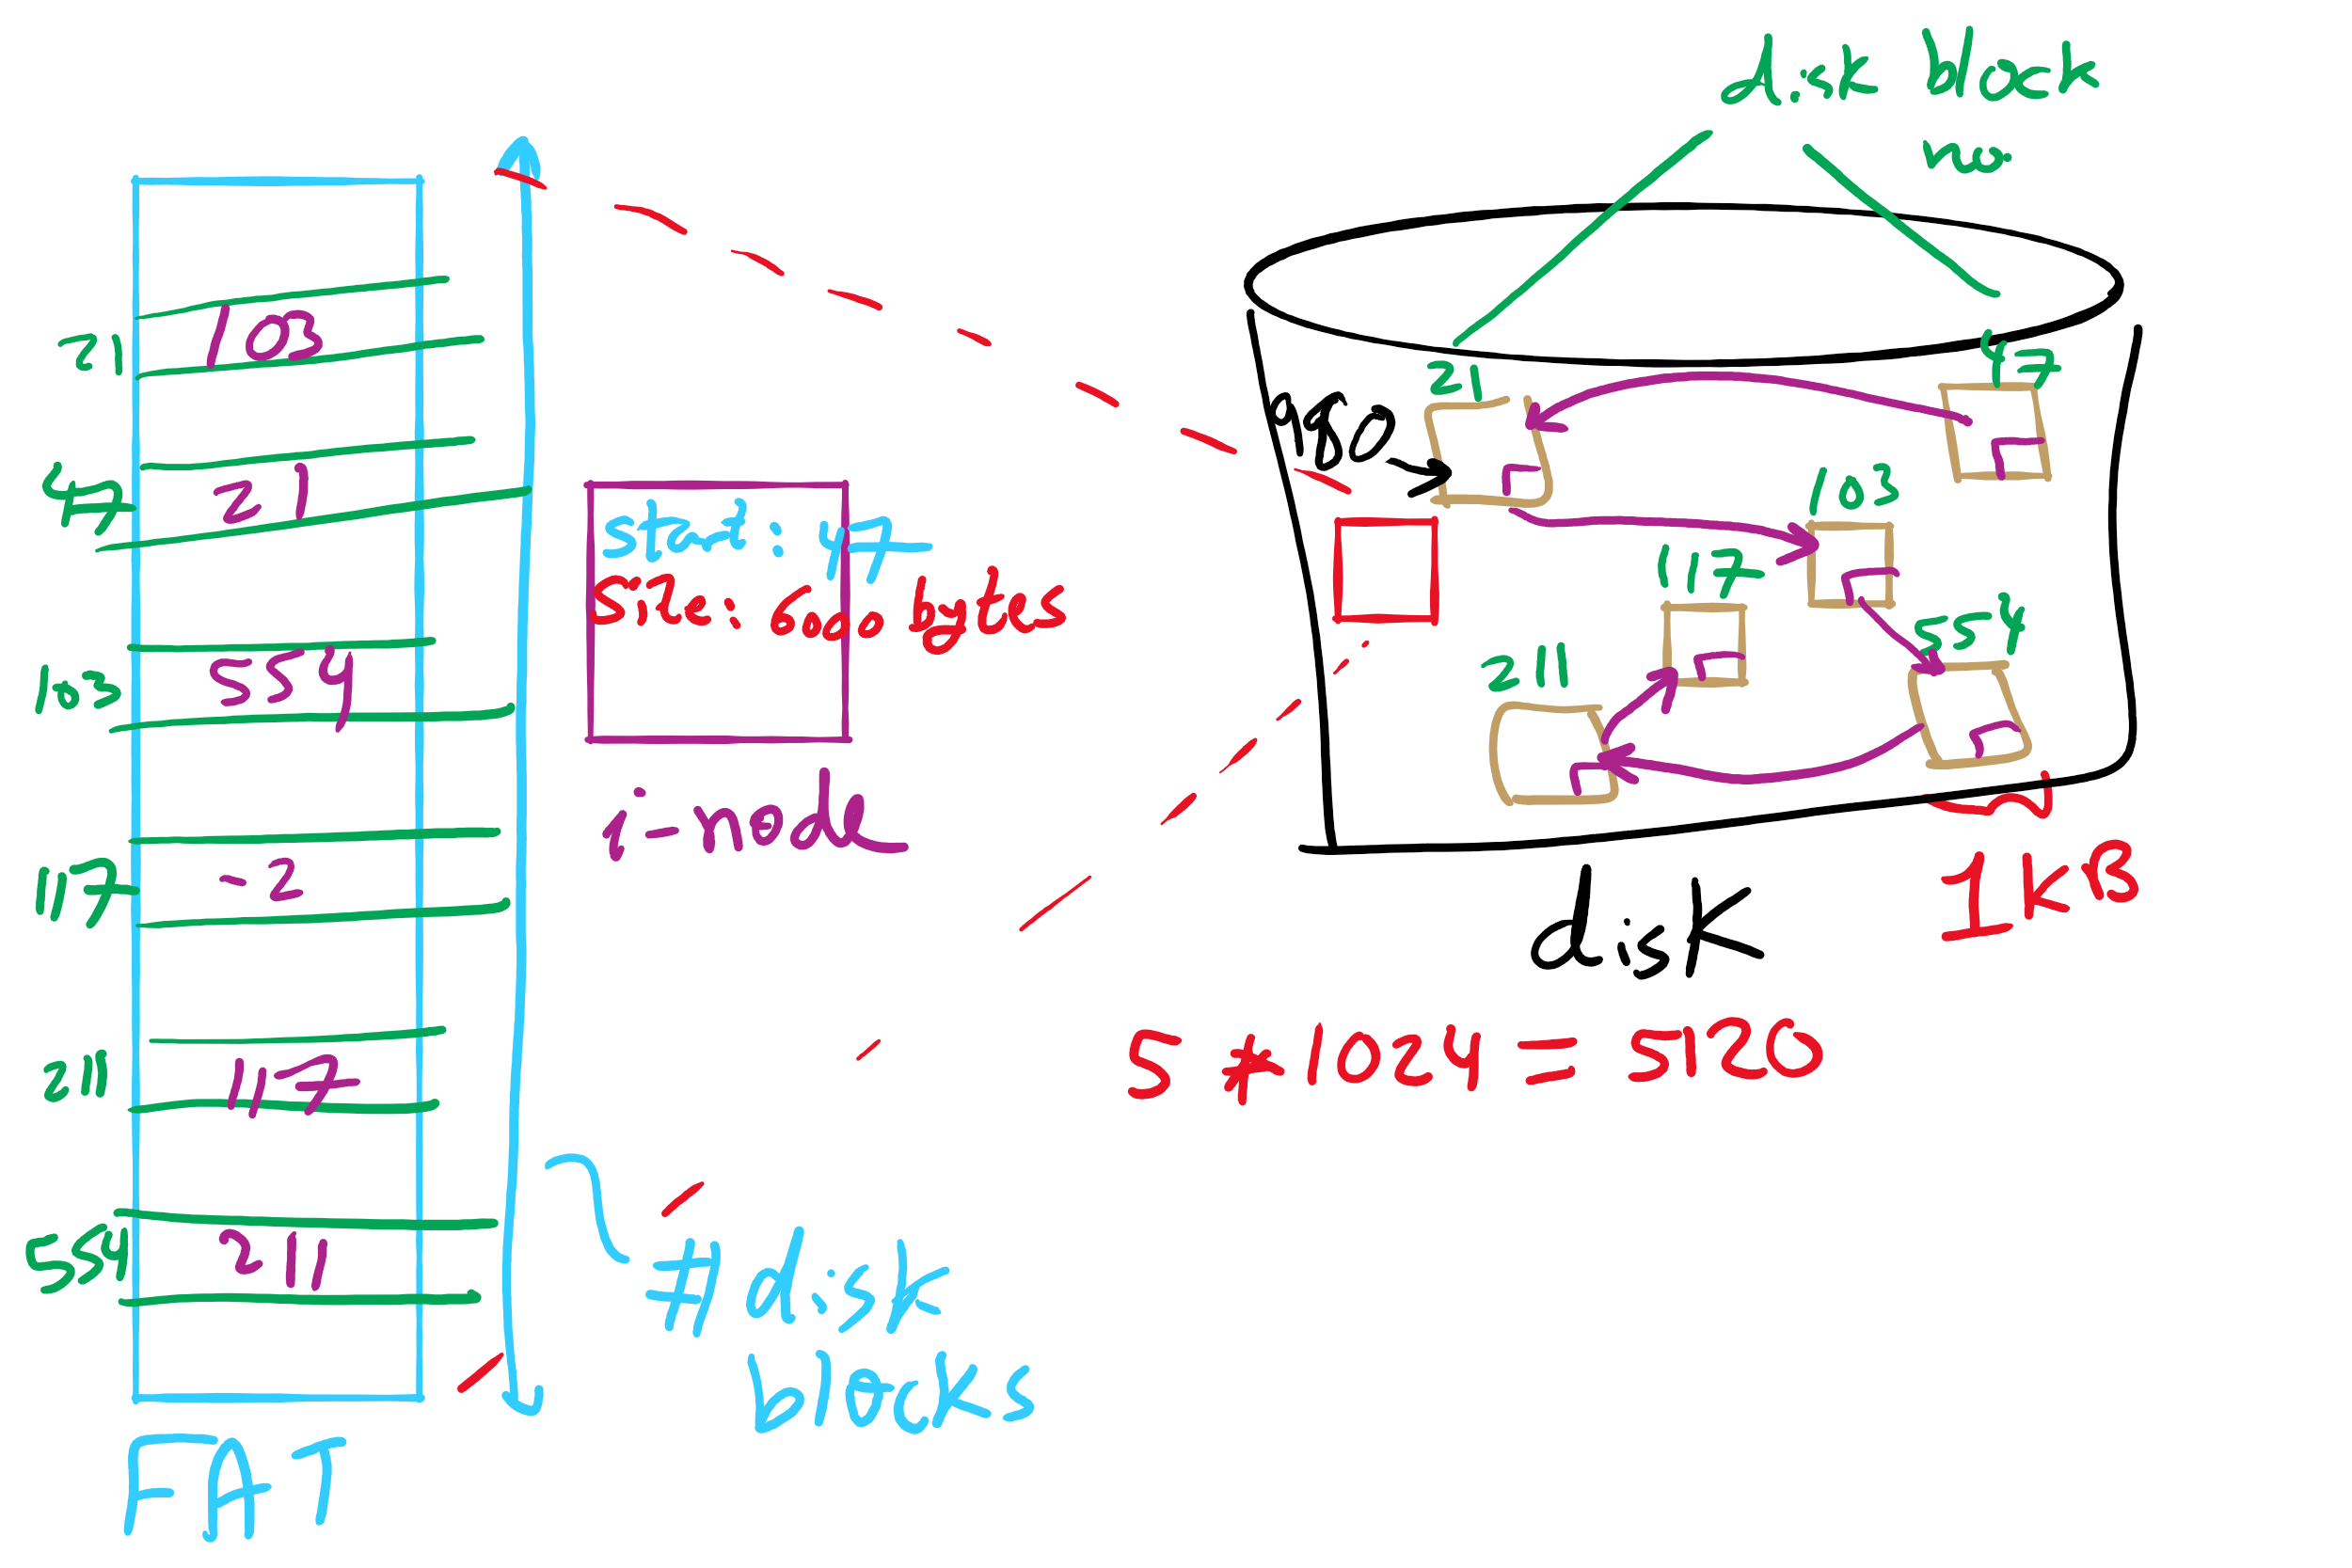 disk block
no.
21 103
47 21
103 554
117 -2
211 117
554 211
FAT
start: 47
size: 6000 bytes
i-node
# disk
blocks
21
47
103
117
554
211
1KB
disk
5 * 1024 = 5120